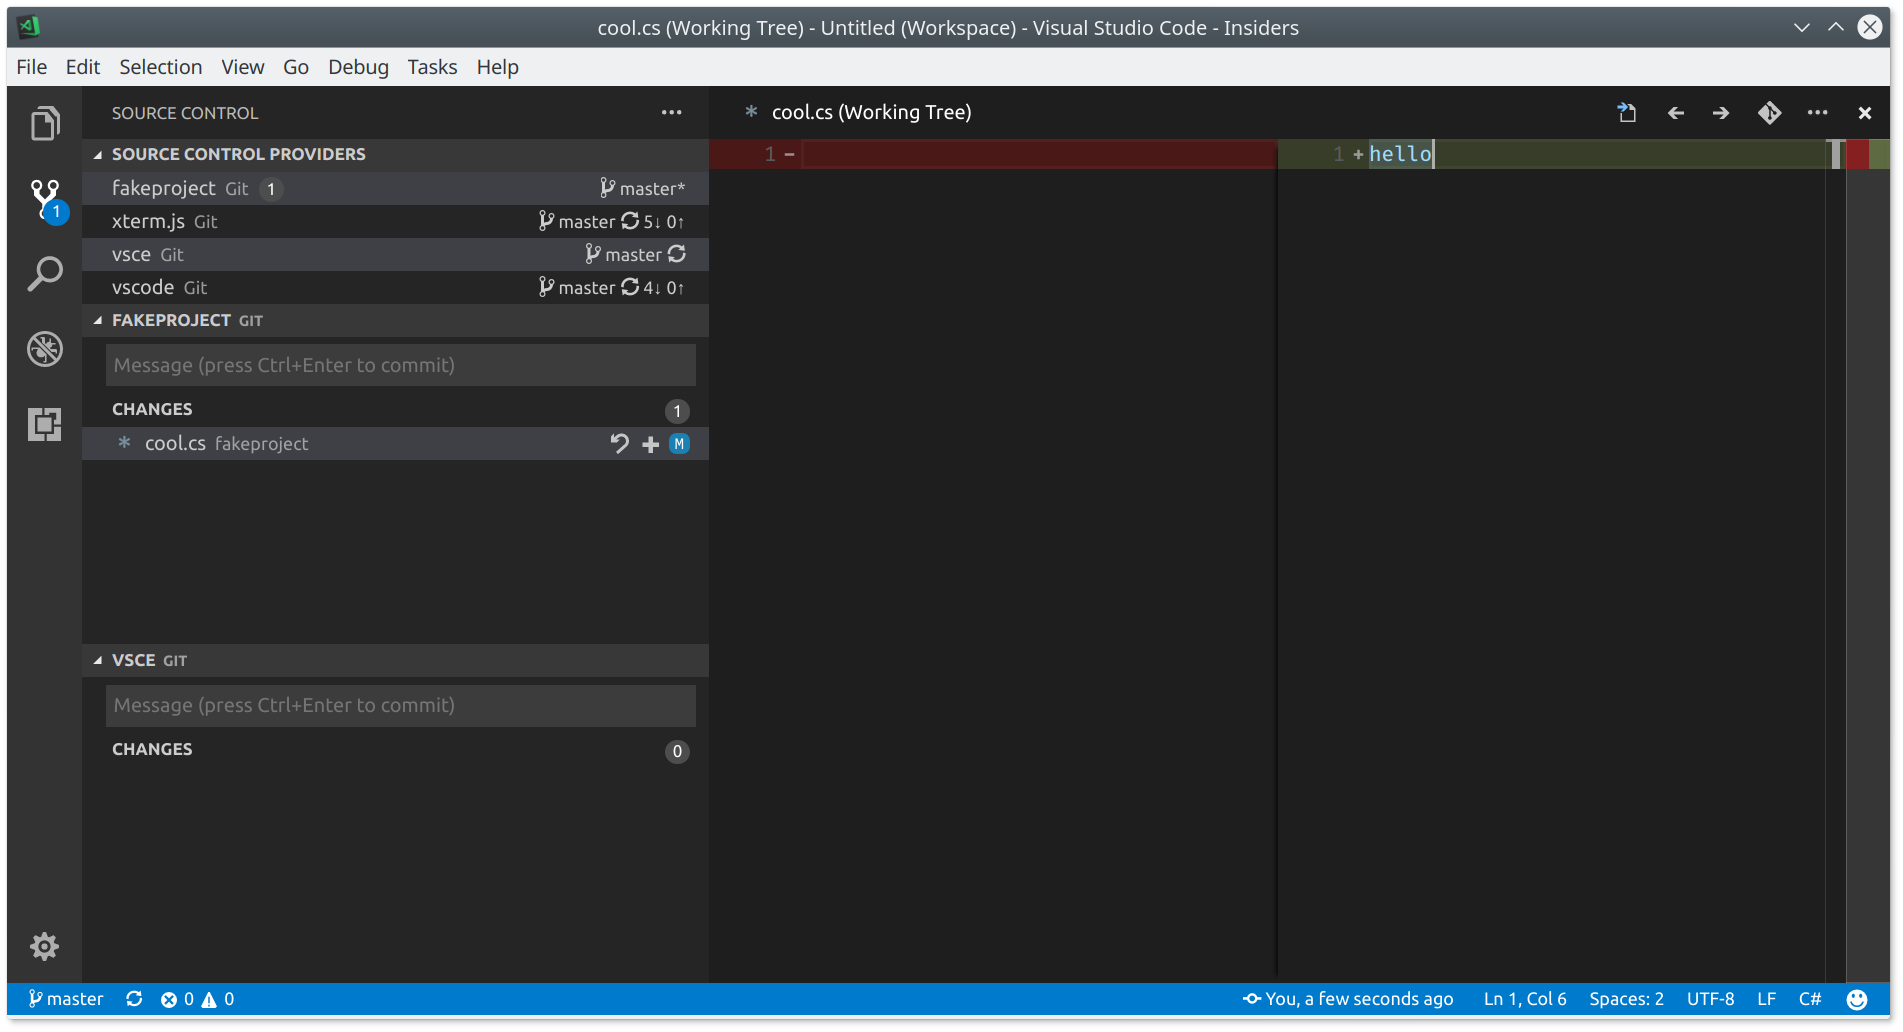 cool.cs (Working Tree) - Untitled (Workspace) - Visual Studio Code - Insiders
File Edit Selection View Go Debug Tasks Help
SOURCE CONTROL
SOURCE CONTROL PROVIDERS
fakeproject Git 1 master*
xterm.js Git master 5↓ 0↑
vsce Git master
vscode Git master 4↓ 0↑
FAKEPROJECT GIT
Message (press Ctrl+Enter to commit)
CHANGES 1
cool.cs fakeproject M
VSCE GIT
Message (press Ctrl+Enter to commit)
CHANGES 0
1
* cool.cs (Working Tree)
1 -
1 + hello
master 0 0
You, a few seconds ago Ln 1, Col 6 Spaces: 2 UTF-8 LF C#